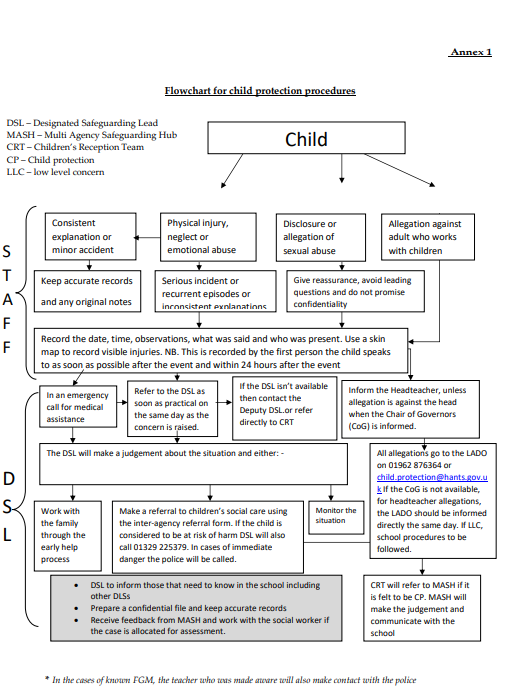 Annex 1
Flowchart for child protection procedures
DSL – Designated Safeguarding Lead
MASH – Multi Agency Safeguarding Hub
CRT – Children's Reception Team
CP – Child protection
LLC – low level concern
Child
STAFF
Consistent
explanation or
minor accident
Physical injury,
neglect or
emotional abuse
Disclosure or
allegation of
sexual abuse
Allegation against
adult who works
with children
Keep accurate records
and any original notes
Serious incident or
recurrent episodes or
inconsistent explanations
Give reassurance, avoid leading
questions and do not promise
confidentiality
Record the date, time, observations, what was said and who was present. Use a skin
map to record visible injuries. NB. This is recorded by the first person the child speaks
to as soon as possible after the event and within 24 hours after the event
DSL
In an emergency
call for medical
assistance
Refer to the DSL as
soon as practical on
the same day as the
concern is raised.
If the DSL isn't available
then contact the
Deputy DSL.or refer
directly to CRT
Inform the Headteacher, unless
allegation is against the head
when the Chair of Governors
(CoG) is informed.
The DSL will make a judgement about the situation and either: -
All allegations go to the LADO
on 01962 876364 or
child.protection@hants.gov.u
k If the CoG is not available,
for headteacher allegations,
the LADO should be informed
directly the same day. If LLC,
school procedures to be
followed.
Work with
the family
through the
early help
process
Make a referral to children's social care using
the inter-agency referral form. If the child is
considered to be at risk of harm DSL will also
call 01329 225379. In cases of immediate
danger the police will be called.
Monitor the
situation
• DSL to inform those that need to know in the school including
other DLSs
• Prepare a confidential file and keep accurate records
• Receive feedback from MASH and work with the social worker if
the case is allocated for assessment.
CRT will refer to MASH if it
is felt to be CP. MASH will
make the judgement and
communicate with the
school
* In the cases of known FGM, the teacher who was made aware will also make contact with the police